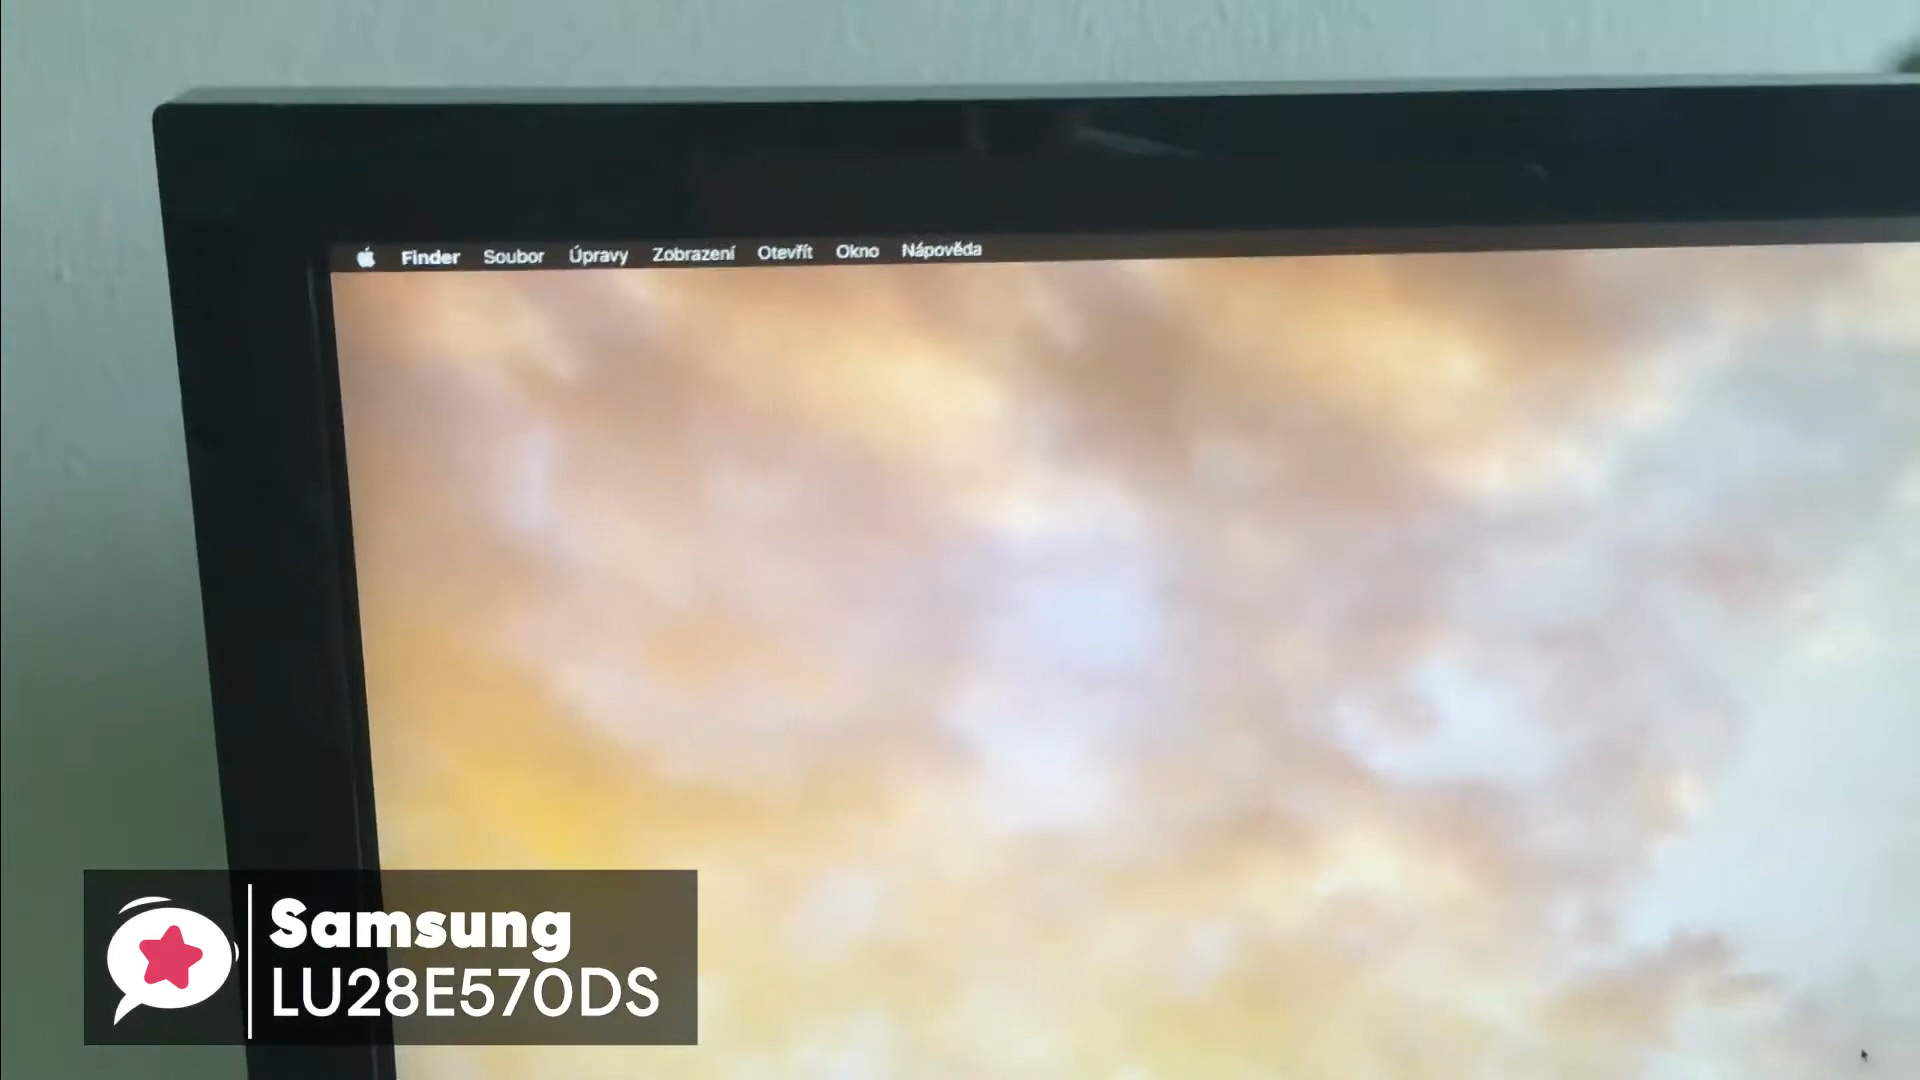 Finder Soubor Úpravy Zobrazení Otevřít Okno Nápověda
Samsung
LU28E570DS